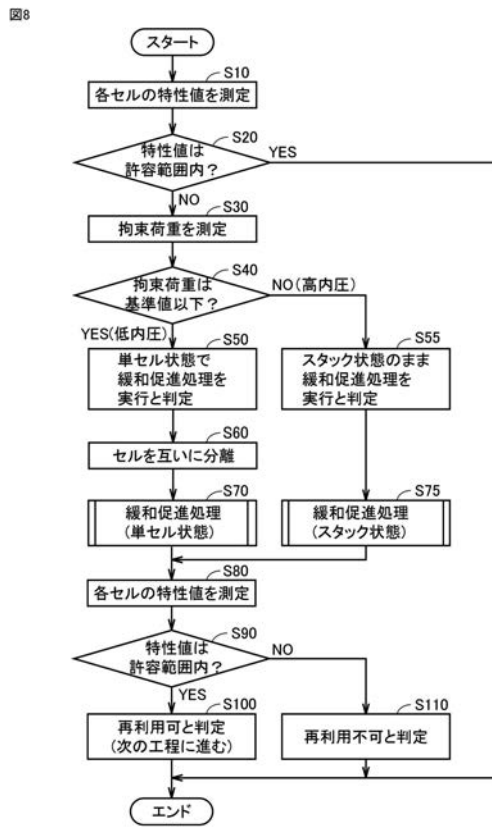 図8
スタート
S10
各セルの特性値を測定
S20
特性値は
許容範囲内?
YES
NO
S30
拘束荷重を測定
S40
拘束荷重は
基準値以下?
NO(高内圧)
YES(低内圧)
S50
単セル状態で
緩和促進処理を
実行と判定
S55
スタック状態のまま
緩和促進処理を
実行と判定
S60
セルを互いに分離
S70
緩和促進処理
(単セル状態)
S75
緩和促進処理
(スタック状態)
S80
各セルの特性値を測定
S90
特性値は
許容範囲内?
NO
YES
S100
再利用可と判定
(次の工程に進む)
S110
再利用不可と判定
エンド